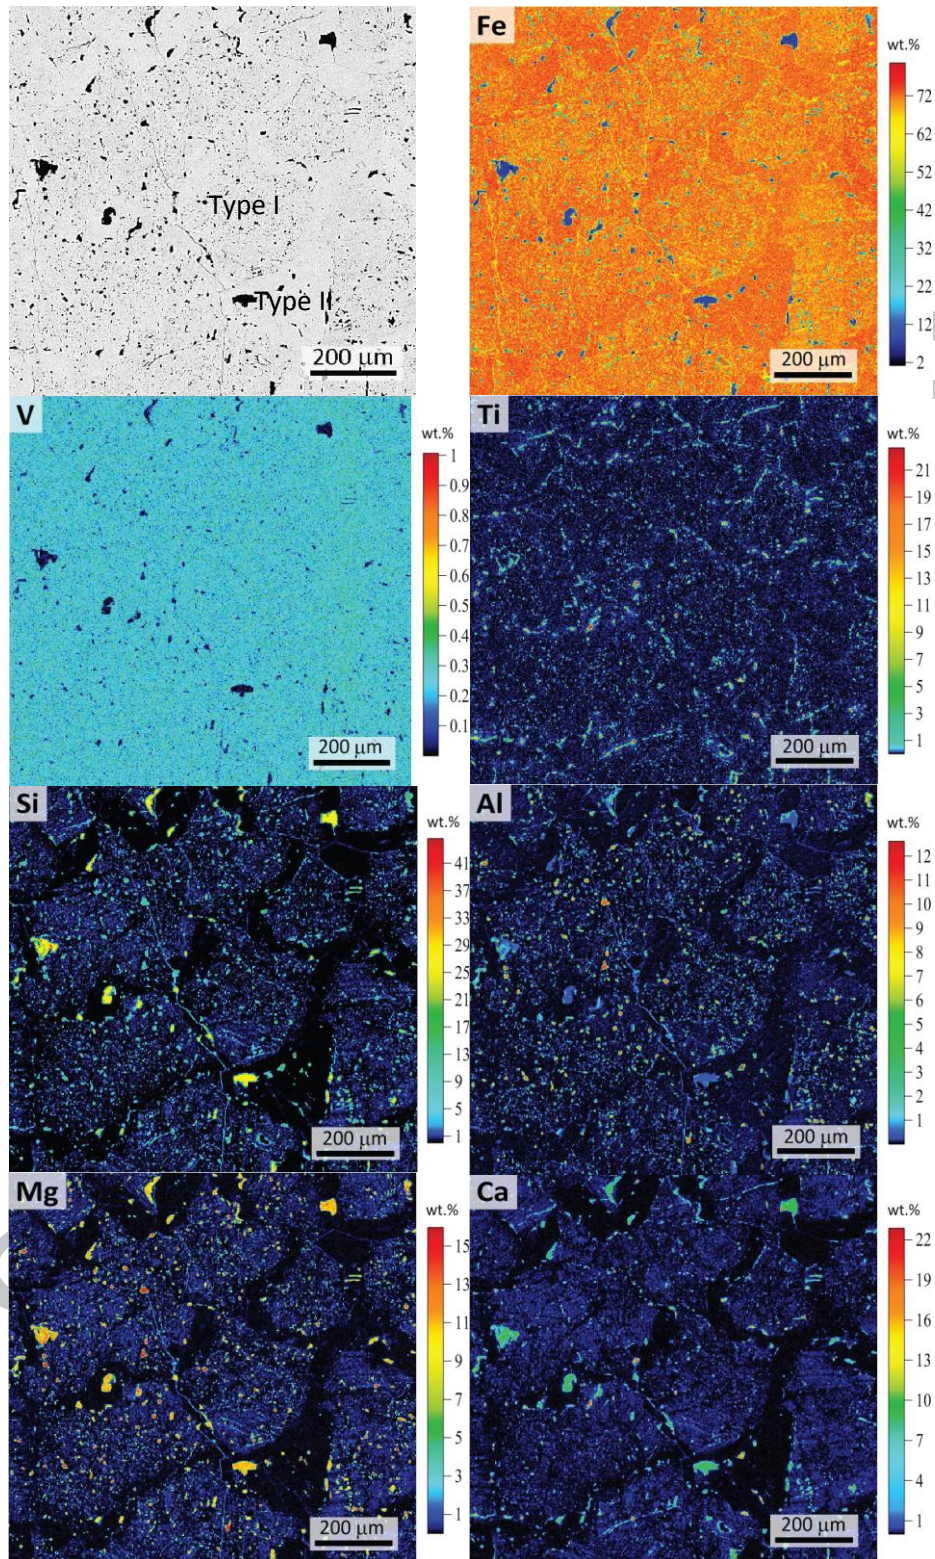 Type I
Type II
200 μm
Fe
wt.%
72
62
52
42
32
22
12
2
200 μm
V
wt.%
1
0.9
0.8
0.7
0.6
0.5
0.4
0.3
0.2
0.1
200 μm
Ti
wt.%
21
19
17
15
13
11
9
7
5
3
1
200 μm
Si
wt.%
41
37
33
29
25
21
17
13
9
5
1
200 μm
Al
wt.%
12
11
10
9
8
7
6
5
4
3
2
1
200 μm
Mg
wt.%
15
13
11
9
7
5
3
1
200 μm
Ca
wt.%
22
19
16
13
10
7
4
1
200 μm